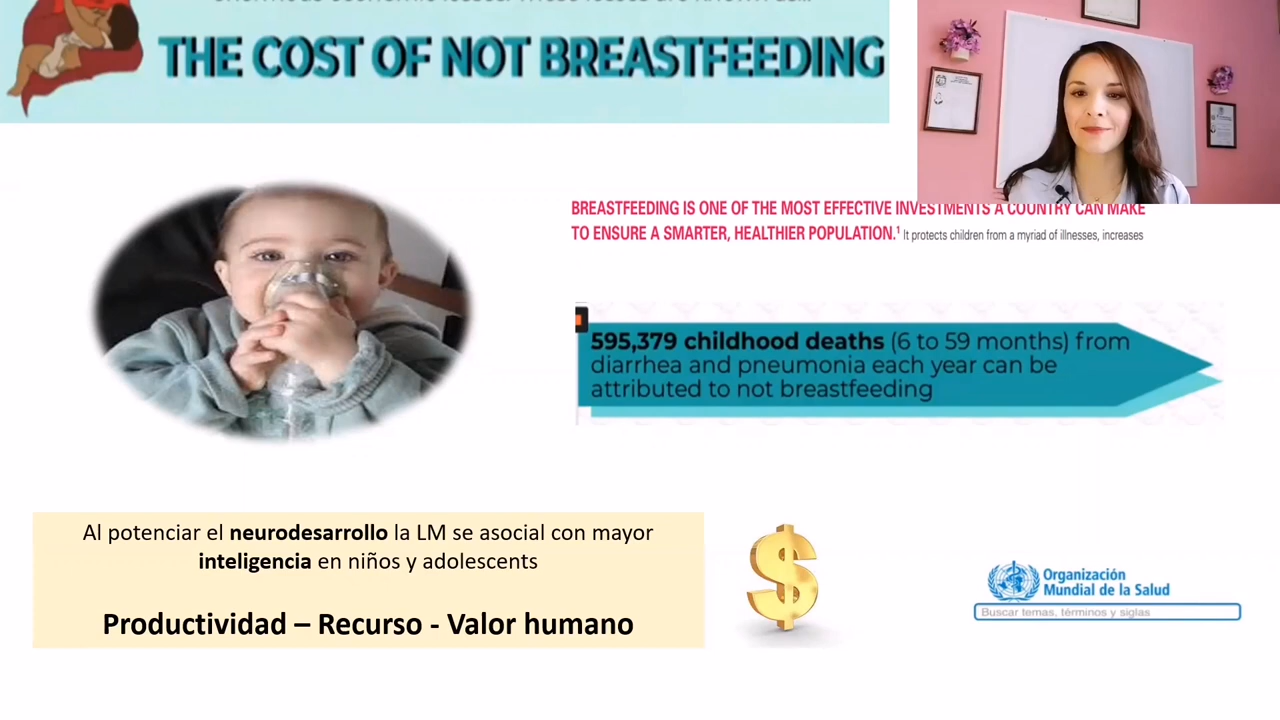 THE COST OF NOT BREASTFEEDING
BREASTFEEDING IS ONE OF THE MOST EFFECTIVE INVESTMENTS A COUNTRY CAN MAKE
TO ENSURE A SMARTER, HEALTHIER POPULATION.¹ It protects children from a myriad of illnesses, increases
595,379 childhood deaths (6 to 59 months) from
diarrhea and pneumonia each year can be
attributed to not breastfeeding
Al potenciar el neurodesarrollo la LM se asocial con mayor
inteligencia en niños y adolescents
Productividad – Recurso - Valor humano
Organización
Mundial de la Salud
Buscar temas, términos y siglas